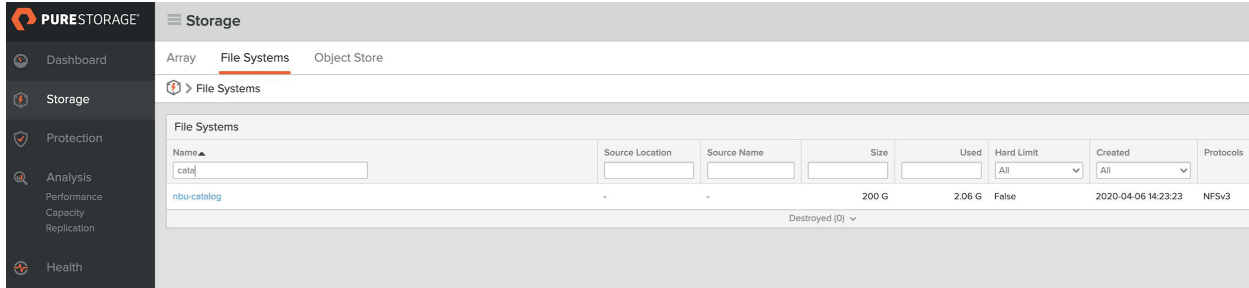 PURESTORAGE®
Storage
Dashboard
Storage
Protection
Analysis
Performance
Capacity
Replication
Health
Array File Systems Object Store
> File Systems
File Systems
Name Source Location Source Name Size Used Hard Limit Created Protocols
cata All All
nbu-catalog - - 200 G 2.06 G False 2020-04-06 14:23:23 NFSv3
Destroyed (0)